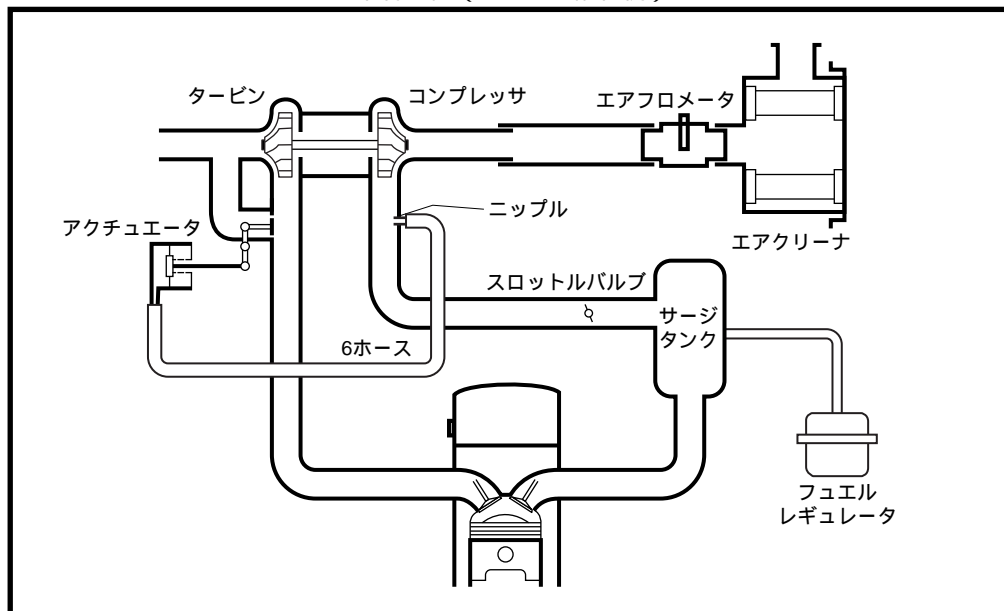 タービン
コンプレッサ
エアフロメータ
アクチュエータ
ニップル
エアクリーナ
スロットルバルブ
サージ
タンク
6ホース
フュエル
レギュレータ